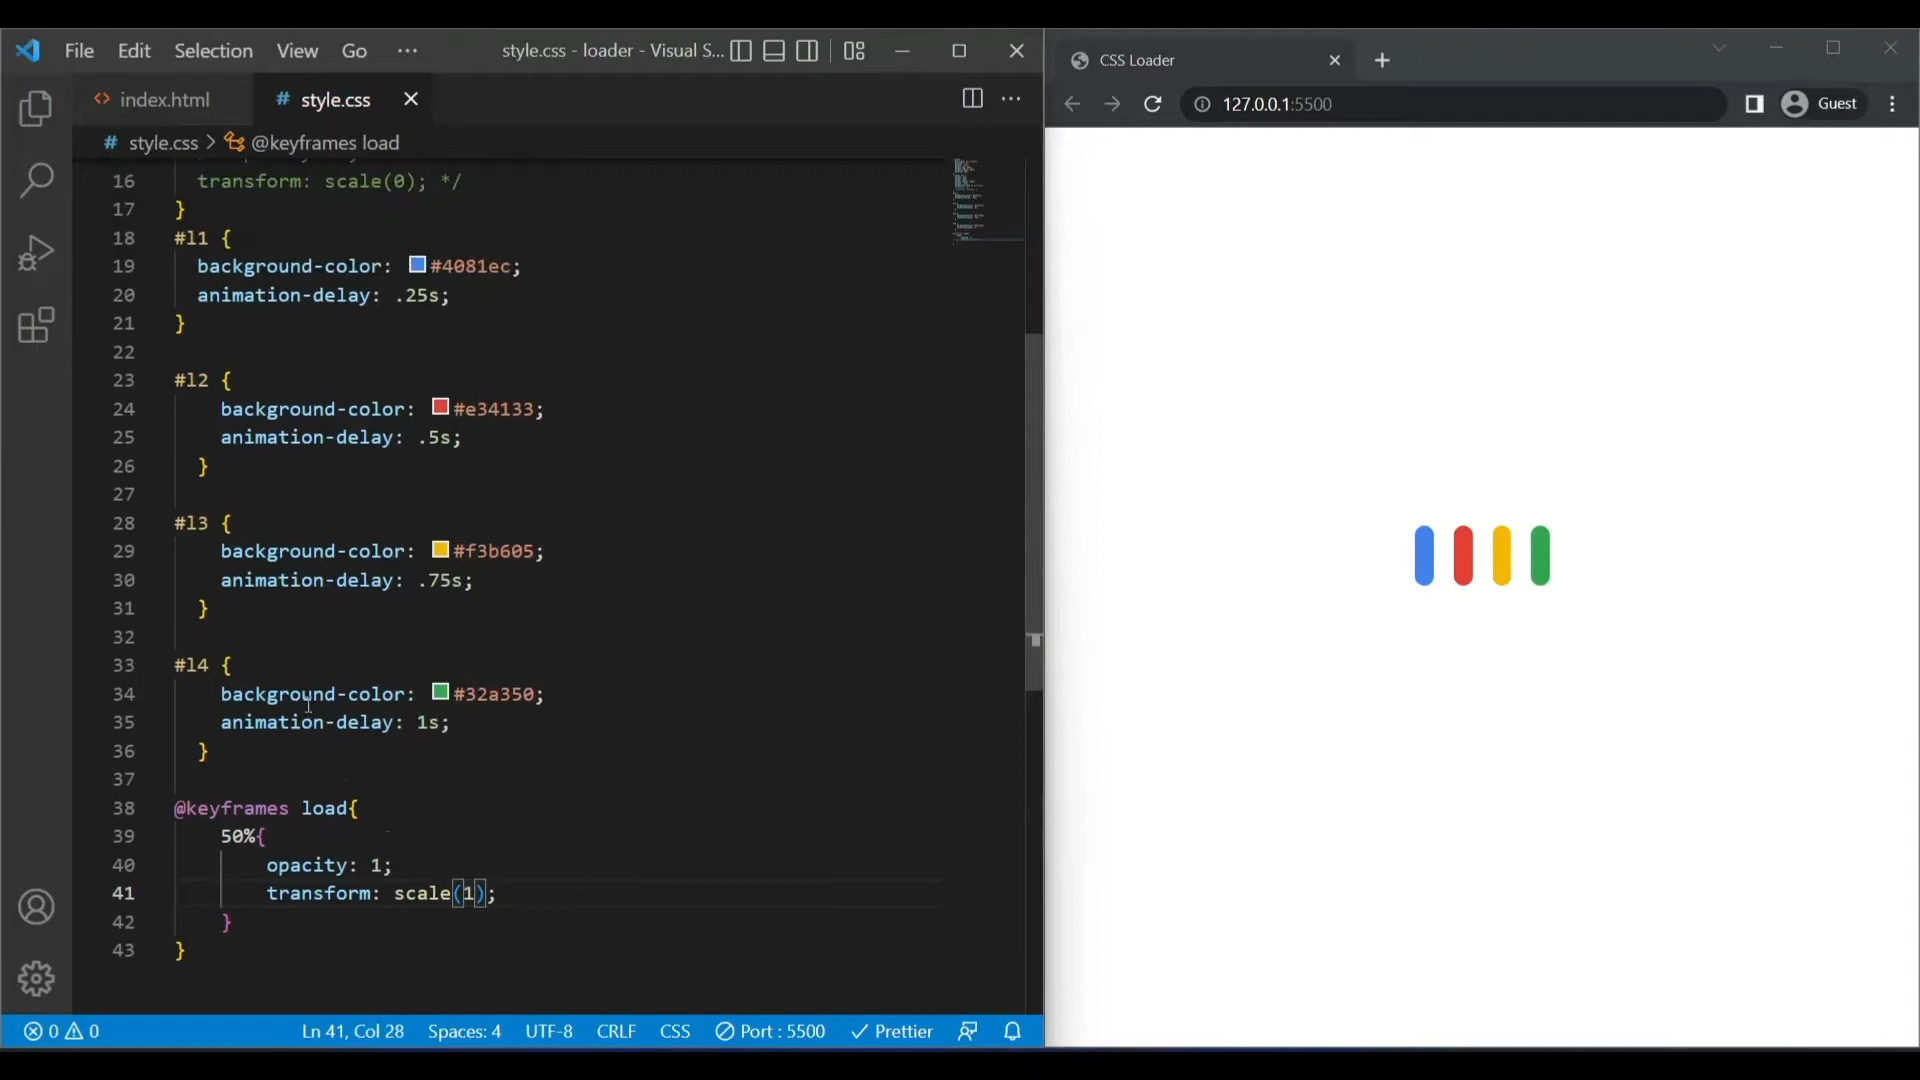 File Edit Selection View Go ··· style.css - loader - Visual S...
index.html # style.css
# style.css > @keyframes load
16 transform: scale(0); */
17 }
18 #l1 {
19 background-color: #4081ec;
20 animation-delay: .25s;
21 }
22
23 #l2 {
24 background-color: #e34133;
25 animation-delay: .5s;
26 }
27
28 #l3 {
29 background-color: #f3b605;
30 animation-delay: .75s;
31 }
32
33 #l4 {
34 background-color: #32a350;
35 animation-delay: 1s;
36 }
37
38 @keyframes load{
39 50%{
40 opacity: 1;
41 transform: scale(1);
42 }
43 }
0 0 Ln 41, Col 28 Spaces: 4 UTF-8 CRLF CSS Port : 5500 Prettier
CSS Loader
127.0.0.1:5500 Guest